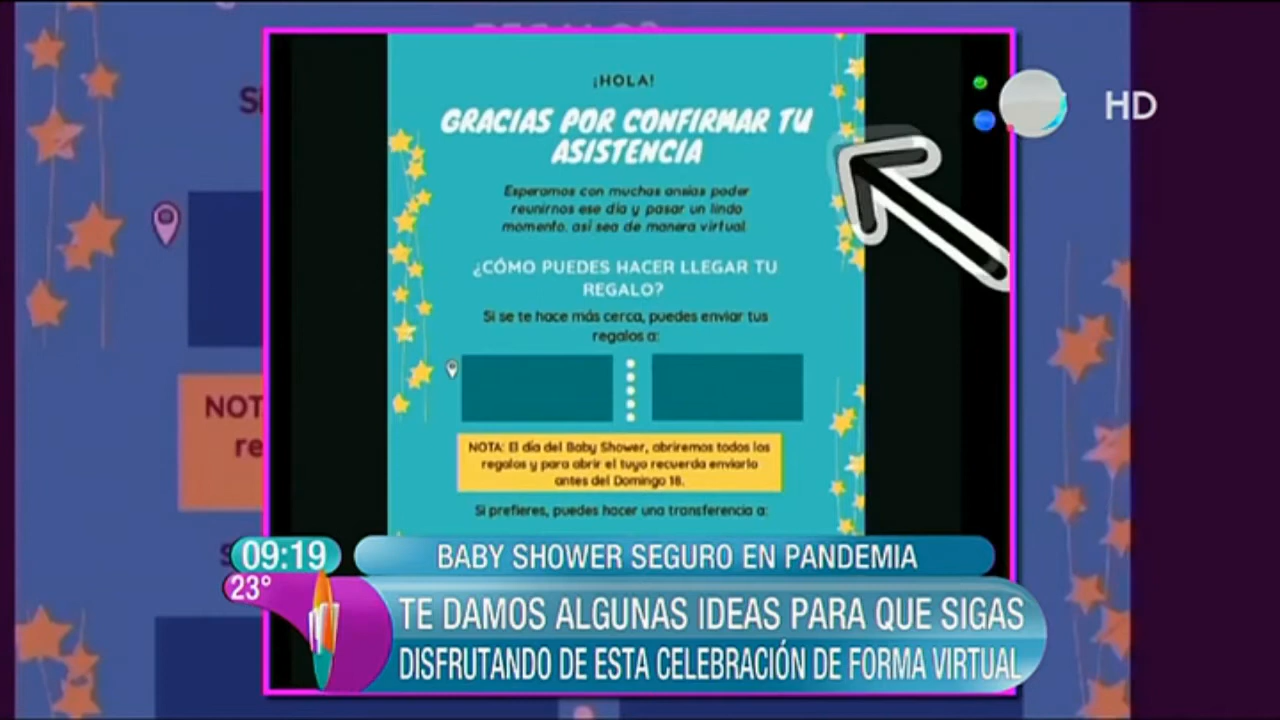 ¡HOLA!
GRACIAS POR CONFIRMAR TU
ASISTENCIA
Esperamos con muchas ansias poder
reunirnos ese día y pasar un lindo
momento, así sea de manera virtual
¿CÓMO PUEDES HACER LLEGAR TU
REGALO?
Si se te hace más cerca, puedes enviar tus
regalos a:
NOTA: El día del Baby Shower, abriremos todos los
regalos y para abrir el tuyo recuerda enviarlo
antes del Domingo 18.
Si prefieres, puedes hacer una transferencia a:
HD
Si
NOT
re
S
09:19
23°
BABY SHOWER SEGURO EN PANDEMIA
TE DAMOS ALGUNAS IDEAS PARA QUE SIGAS
DISFRUTANDO DE ESTA CELEBRACIÓN DE FORMA VIRTUAL